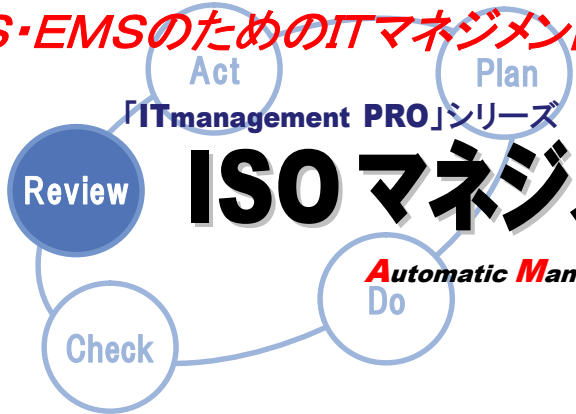 S・EMSのためのITマネジメント
Act
Plan
「ITmanagement PRO」シリーズ
Review
ISOマネジ
Automatic Man
Do
Check